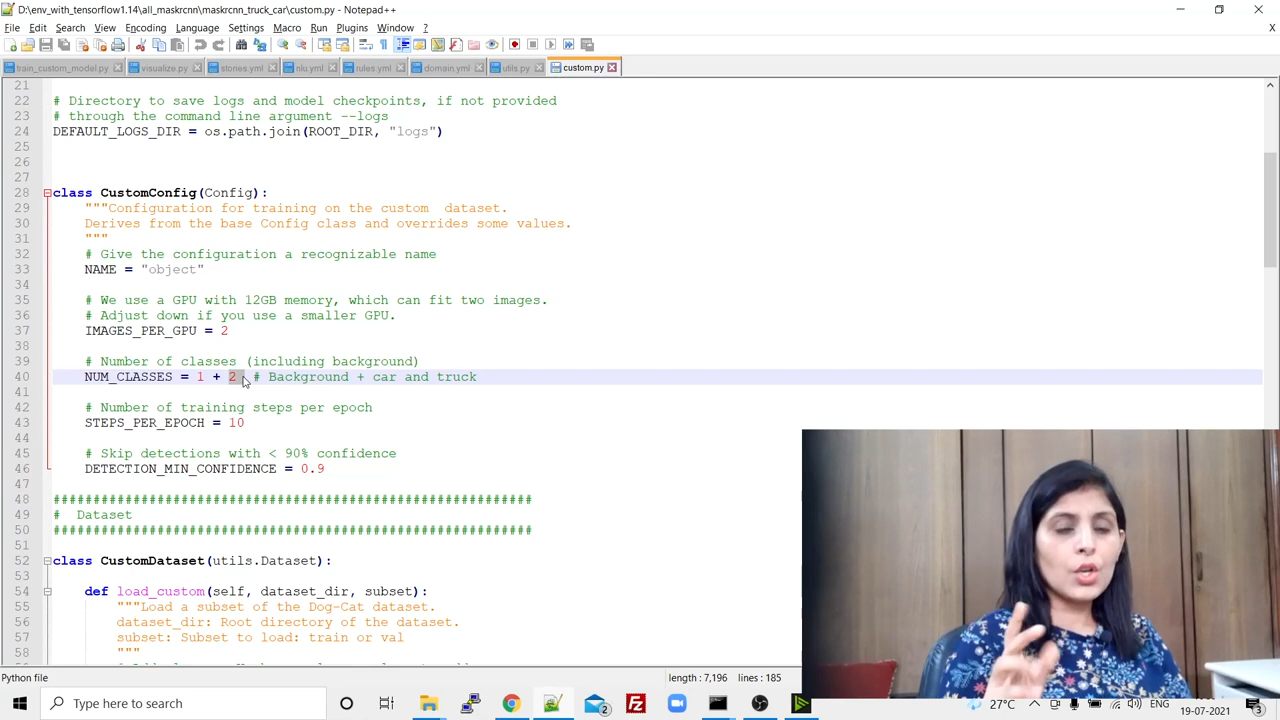 D:\env_with_tensorflow1.14\all_maskrcnn\maskrcnn_truck_car\custom.py - Notepad++
File Edit Search View Encoding Language Settings Tools Macro Run Plugins Window ?
X
train_custom_model.py visualize.py stories.yml nlu.yml rules.yml domain.yml utils.py custom.py
21
22 # Directory to save logs and model checkpoints, if not provided
23 # through the command line argument --logs
24 DEFAULT_LOGS_DIR = os.path.join(ROOT_DIR, "logs")
25
26
27
28 class CustomConfig(Config):
29 """Configuration for training on the custom  dataset.
30 Derives from the base Config class and overrides some values.
31 """
32 # Give the configuration a recognizable name
33 NAME = "object"
34
35 # We use a GPU with 12GB memory, which can fit two images.
36 # Adjust down if you use a smaller GPU.
37 IMAGES_PER_GPU = 2
38
39 # Number of classes (including background)
40 NUM_CLASSES = 1 + 2 # Background + car and truck
41
42 # Number of training steps per epoch
43 STEPS_PER_EPOCH = 10
44
45 # Skip detections with < 90% confidence
46 DETECTION_MIN_CONFIDENCE = 0.9
47
48 ############################################################
49 #  Dataset
50 ############################################################
51
52 class CustomDataset(utils.Dataset):
53
54 def load_custom(self, dataset_dir, subset):
55 """Load a subset of the Dog-Cat dataset.
56 dataset_dir: Root directory of the dataset.
57 subset: Subset to load: train or val
58 """
Python file length : 7,196 lines : 185
Type here to search 2 27°C ENG 19-07-2021 3